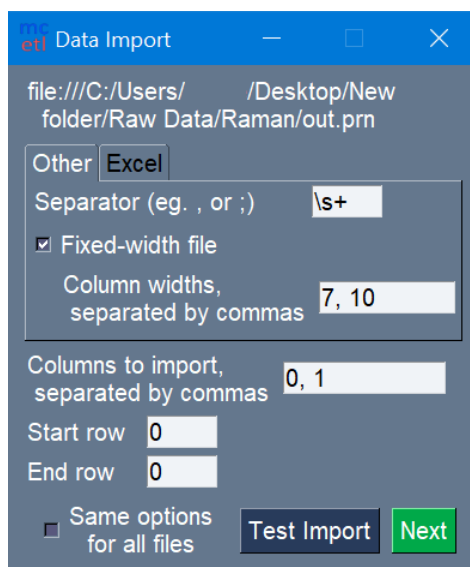 mc
etl Data Import
file:///C:/Users/ /Desktop/New
folder/Raw Data/Raman/out.prn
Other Excel
Separator (eg. , or ;) \s+
Fixed-width file
Column widths,
separated by commas 7, 10
Columns to import,
separated by commas 0, 1
Start row 0
End row 0
Same options
for all files
Test Import Next